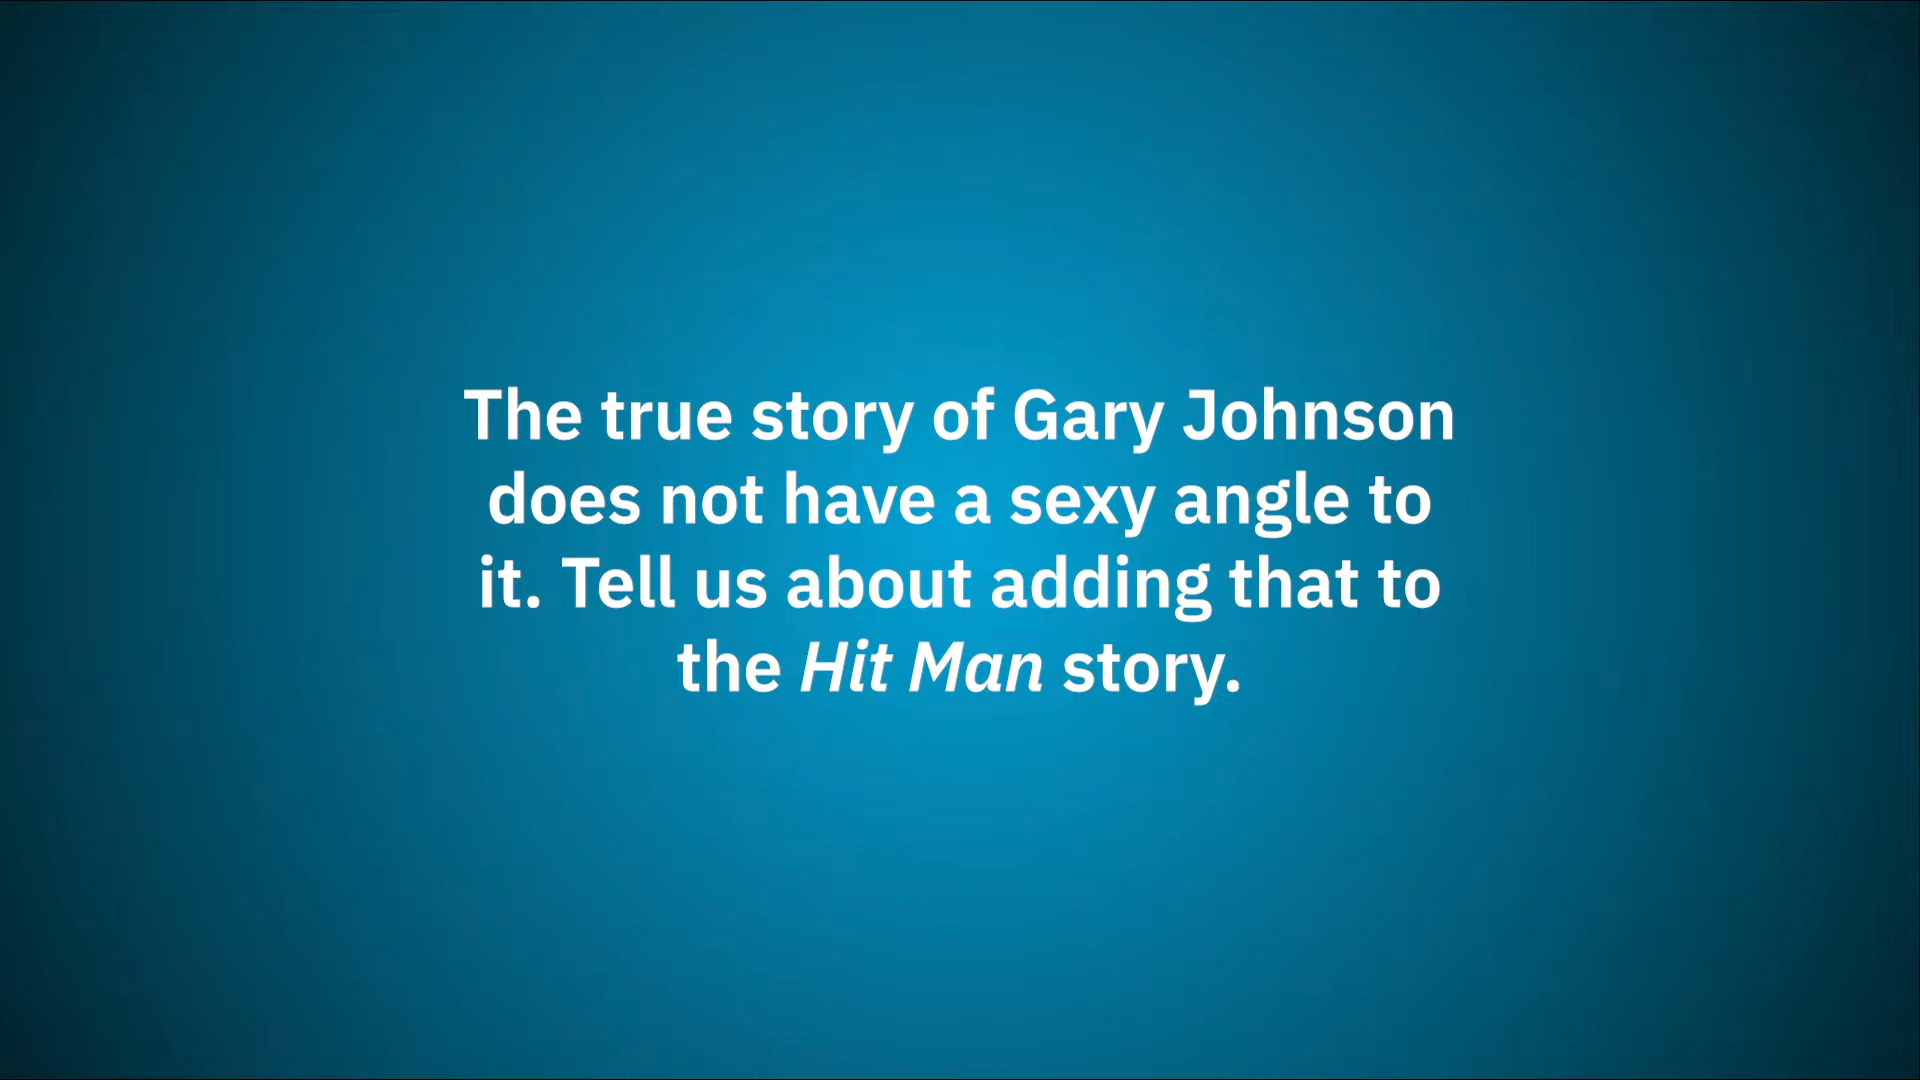 The true story of Gary Johnson
does not have a sexy angle to
it. Tell us about adding that to
the Hit Man story.